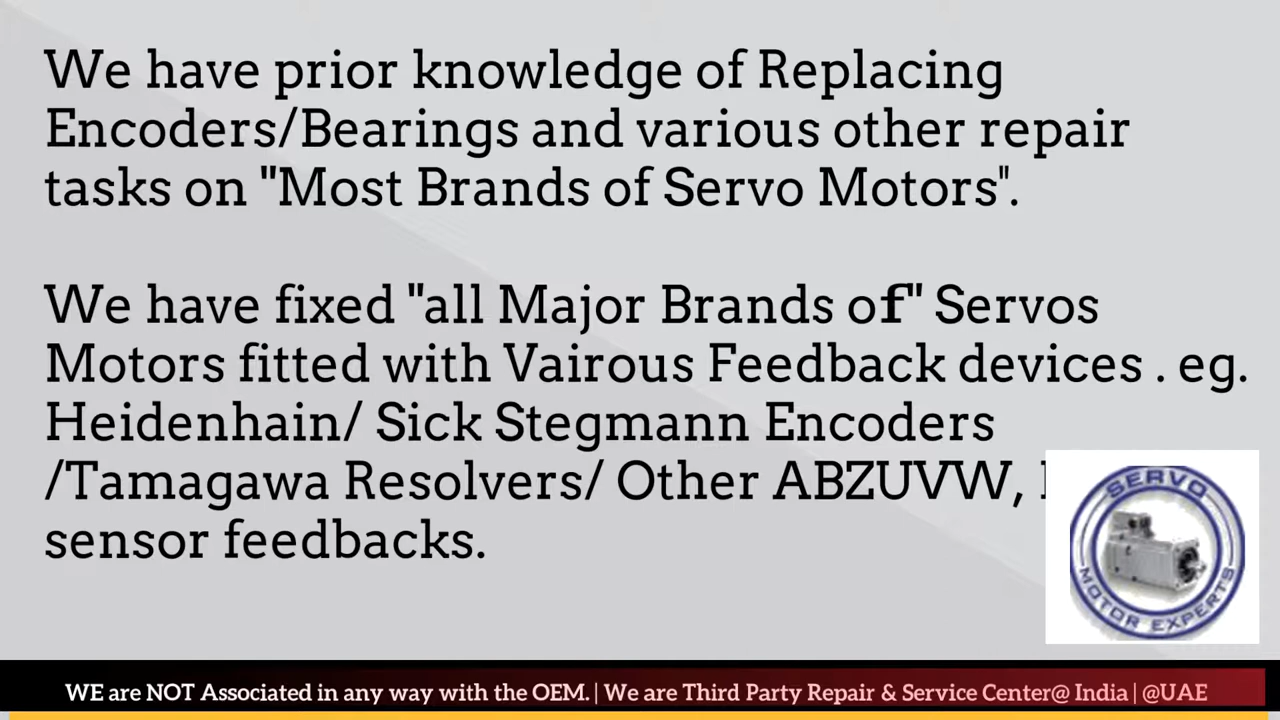 We have prior knowledge of Replacing
Encoders/Bearings and various other repair
tasks on "Most Brands of Servo Motors".
We have fixed "all Major Brands of" Servos
Motors fitted with Vairous Feedback devices . eg.
Heidenhain/ Sick Stegmann Encoders
/Tamagawa Resolvers/ Other ABZUVW,
sensor feedbacks.
SERVO
MOTOR EXPERTS
WE are NOT Associated in any way with the OEM. | We are Third Party Repair & Service Center@ India | @UAE